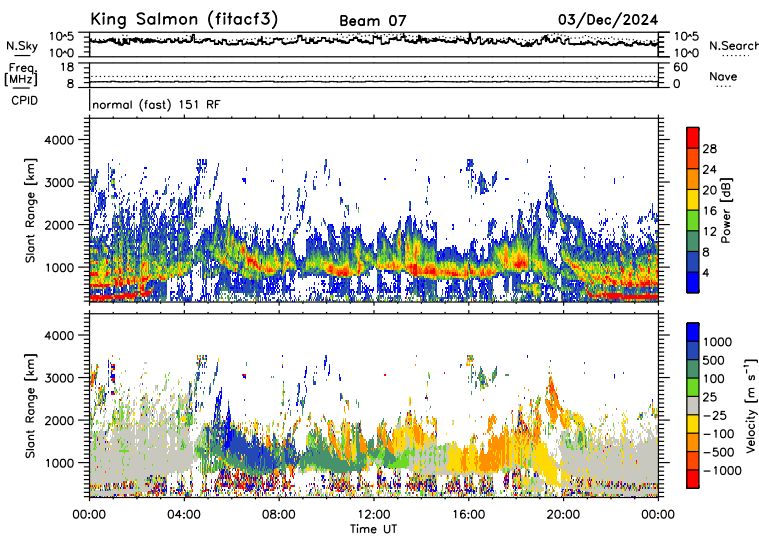 King Salmon (fitacf3) Beam 07 03/Dec/2024
N.Sky 10^5 10^0 10^5 10^0 N.Search
Freq [MHz] 18 8 60 0 Nave
CPID normal (fast) 151 RF
Slant Range [km] 4000 3000 2000 1000
28 24 20 16 12 8 4 Power [dB]
Slant Range [km] 4000 3000 2000 1000
1000 500 100 25 -25 -100 -500 -1000 Velocity [m s⁻¹]
00:00 04:00 08:00 12:00 16:00 20:00 00:00
Time UT